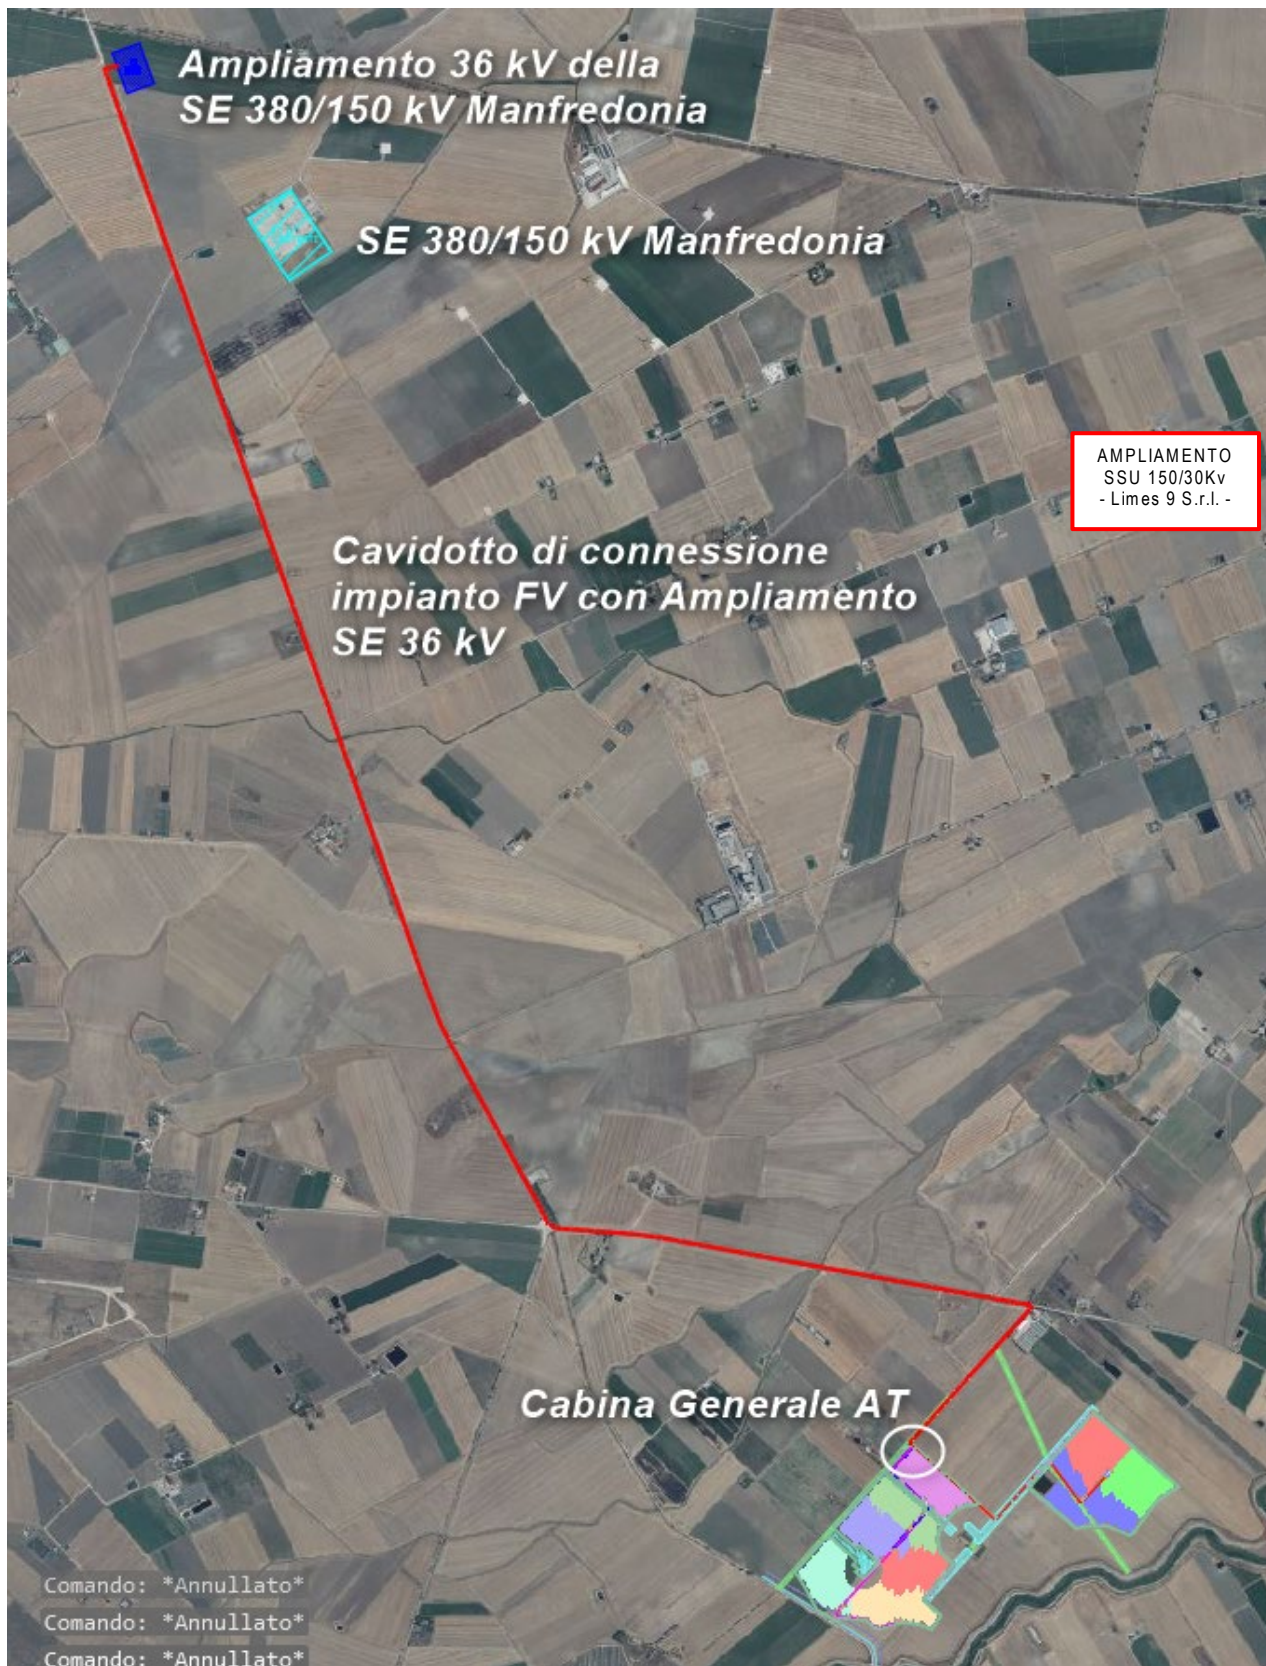 Ampliamento 36 kV della
SE 380/150 kV Manfredonia
SE 380/150 kV Manfredonia
AMPLIAMENTO
SSU 150/30Kv
- Limes 9 S.r.l. -
Cavidotto di connessione
impianto FV con Ampliamento
SE 36 kV
Cabina Generale AT
Comando: *Annullato*
Comando: *Annullato*
Comando: *Annullato*